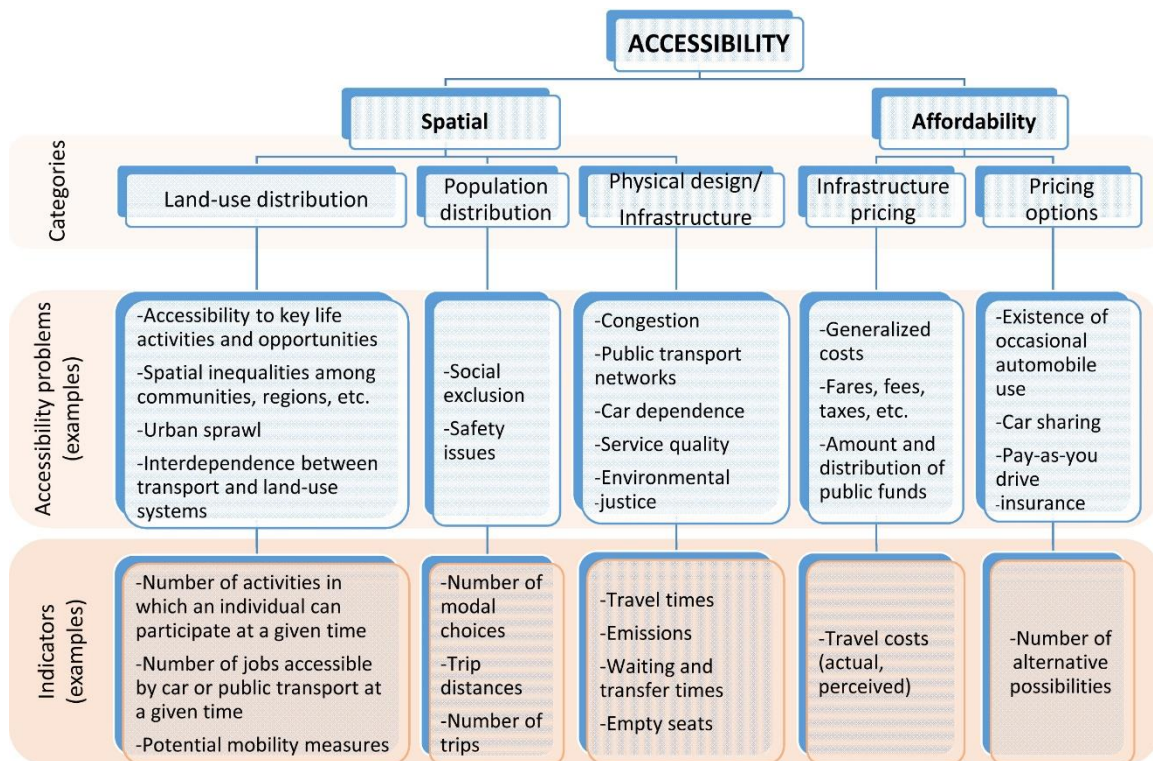 ACCESSIBILITY
Spatial
Affordability
Categories
Land-use distribution
Population
distribution
Physical design/
Infrastructure
Infrastructure
pricing
Pricing
options
Accessibility problems
(examples)
-Accessibility to key life
activities and opportunities
-Spatial inequalities among
communities, regions, etc.
-Urban sprawl
-Interdependence between
transport and land-use
systems
-Social
exclusion
-Safety
issues
-Congestion
-Public transport
networks
-Car dependence
-Service quality
-Environmental
-justice
-Generalized
costs
-Fares, fees,
taxes, etc.
-Amount and
distribution of
public funds
-Existence of
occasional
automobile
use
-Car sharing
-Pay-as-you
drive
-insurance
Indicators
(examples)
-Number of activities in
which an individual can
participate at a given time
-Number of jobs accessible
by car or public transport at
a given time
-Potential mobility measures
-Number of
modal
choices
-Trip
distances
-Number of
trips
-Travel times
-Emissions
-Waiting and
transfer times
-Empty seats
-Travel costs
(actual,
perceived)
-Number of
alternative
possibilities